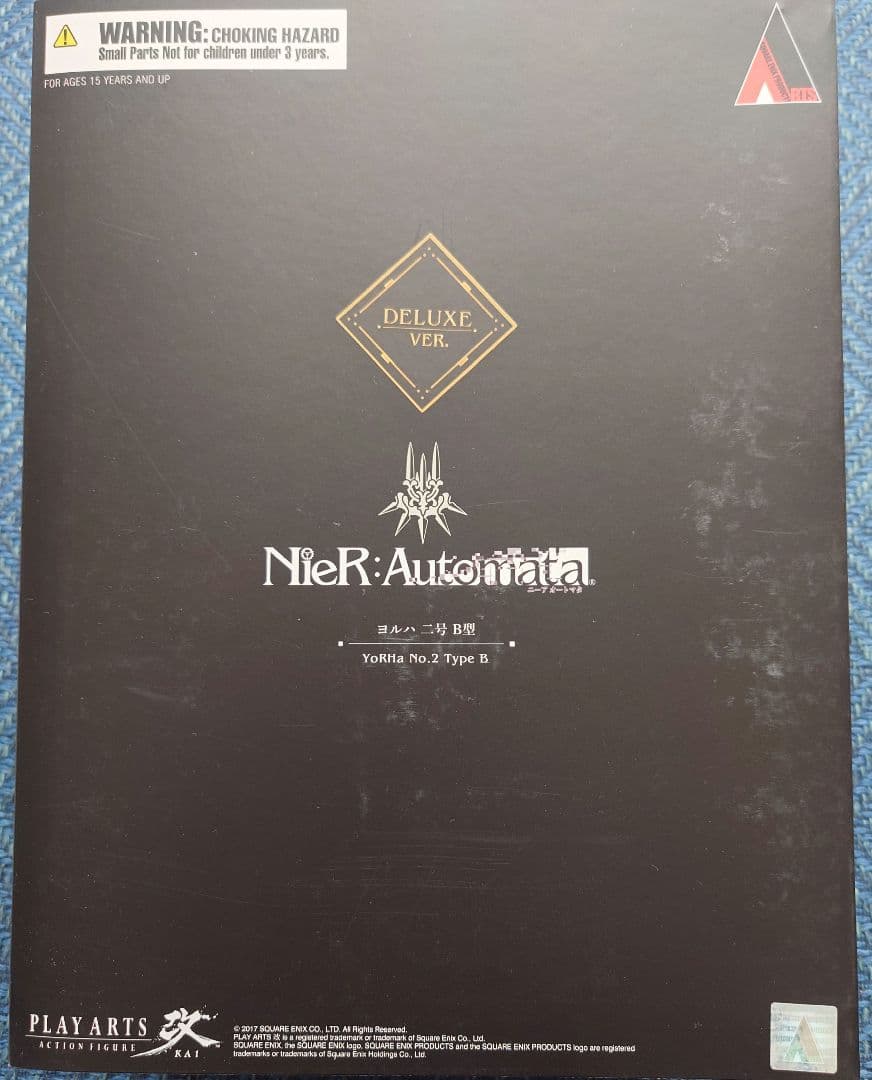 WARNING: CHOKING HAZARD
Small Parts Not for children under 3 years.
FOR AGES 15 YEARS AND UP
DELUXE
VER.
NieR:Automata®
ニーア オートマタ
ヨルハ 二号 B型
YoRHa No.2 Type B
PLAY ARTS 改
ACTION FIGURE KAI
© 2017 SQUARE ENIX CO., LTD. All Rights Reserved.
PLAY ARTS 改 is a registered trademark or trademark of Square Enix Co., Ltd.
SQUARE ENIX, the SQUARE ENIX logo, SQUARE ENIX PRODUCTS and the SQUARE ENIX PRODUCTS logo are registered
trademarks or trademarks of Square Enix Holdings Co., Ltd.